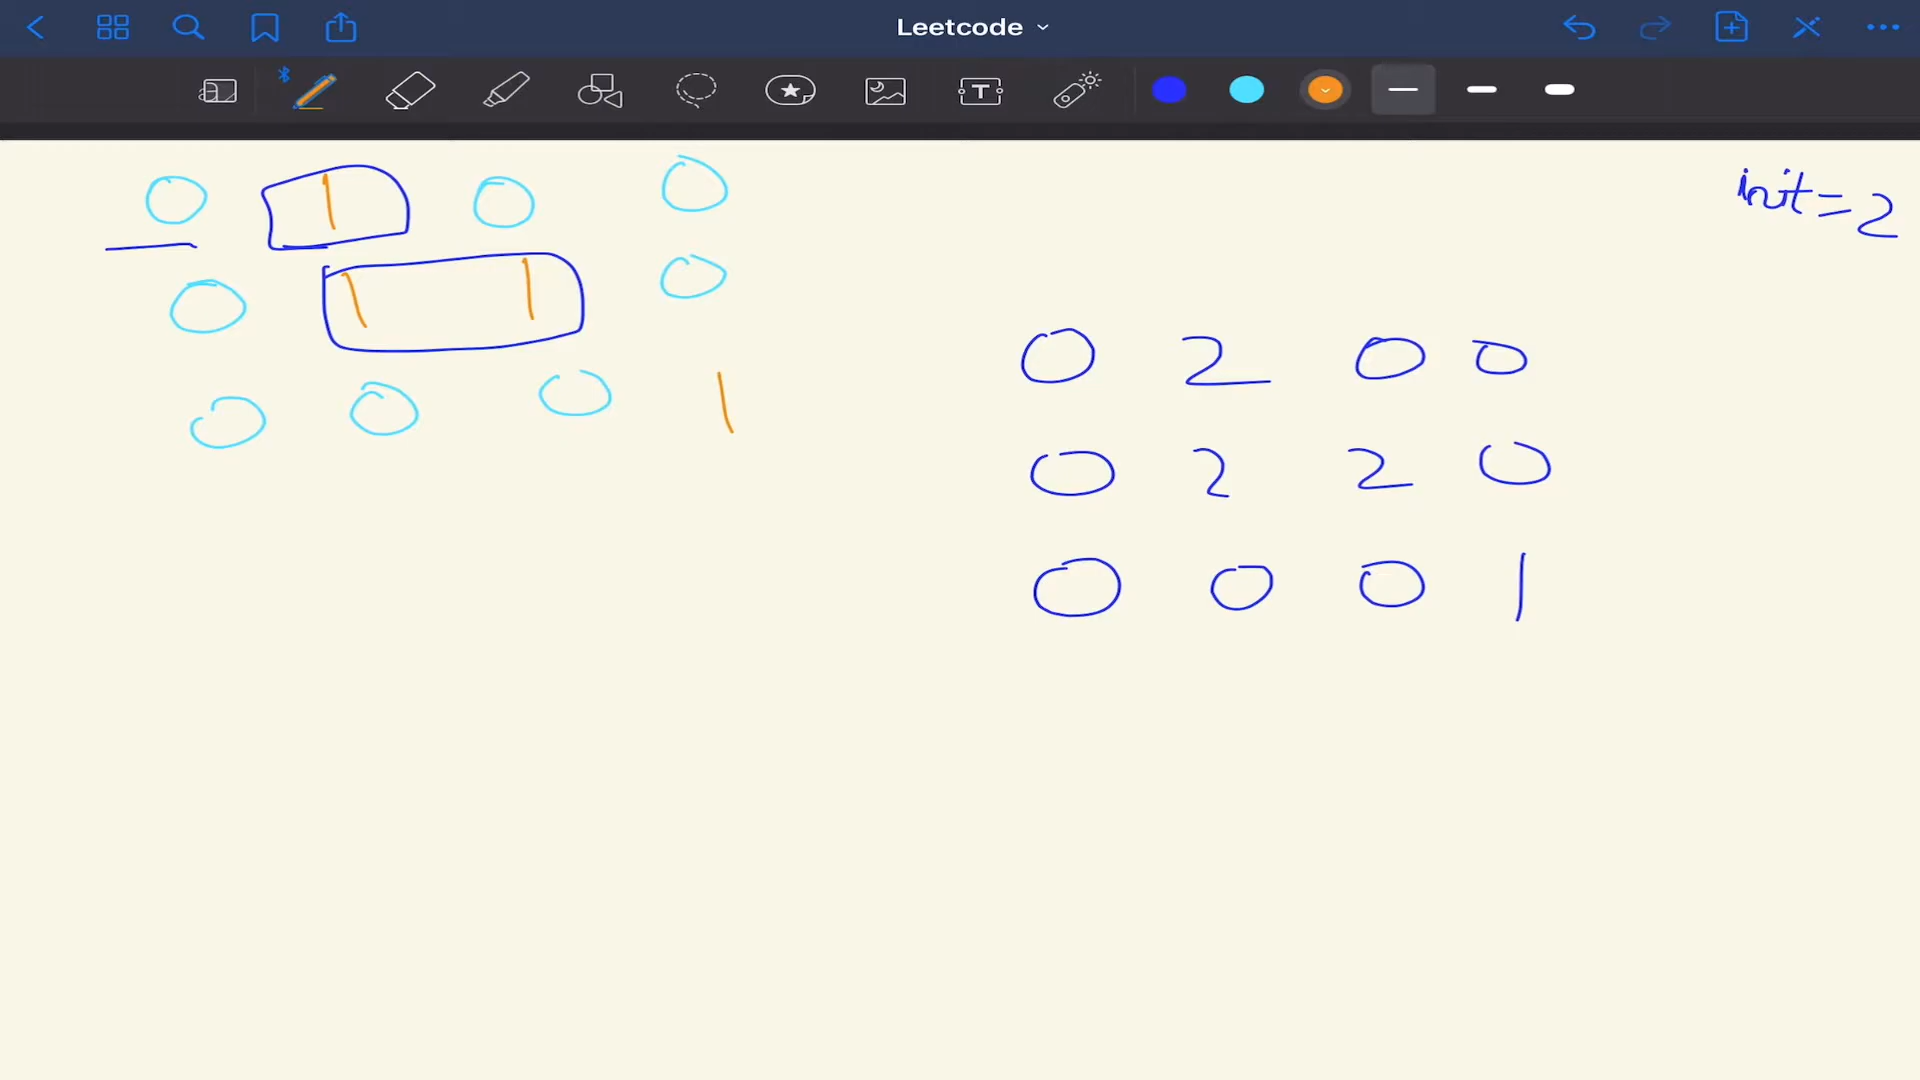 Leetcode
0 1 0 0
0 1 1 0
0 0 0 1
init = 2
0 2 0 0
0 2 2 0
0 0 0 1